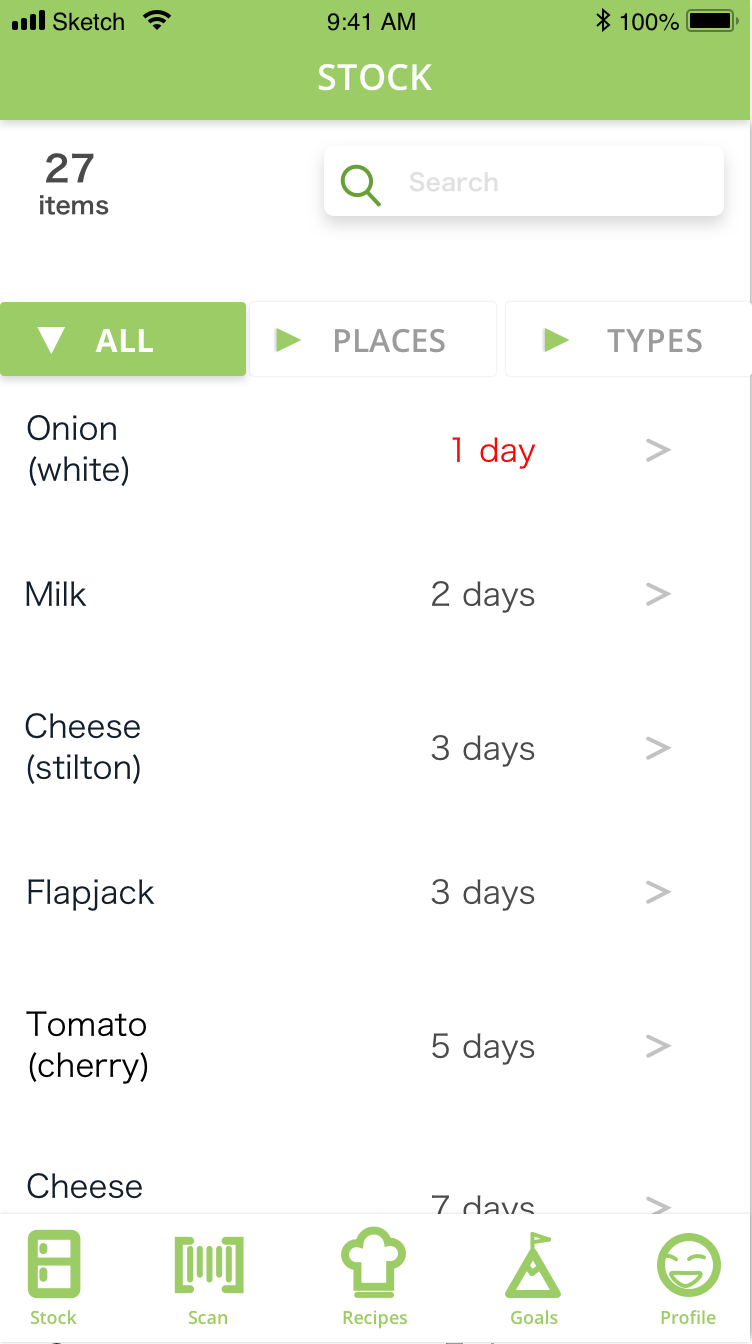 Sketch 9:41 AM 100%
STOCK
27
items
Search
ALL PLACES TYPES
Onion
(white)
1 day >
Milk 2 days >
Cheese
(stilton)
3 days >
Flapjack 3 days >
Tomato
(cherry)
5 days >
Cheese
7 days >
Stock Scan Recipes Goals Profile